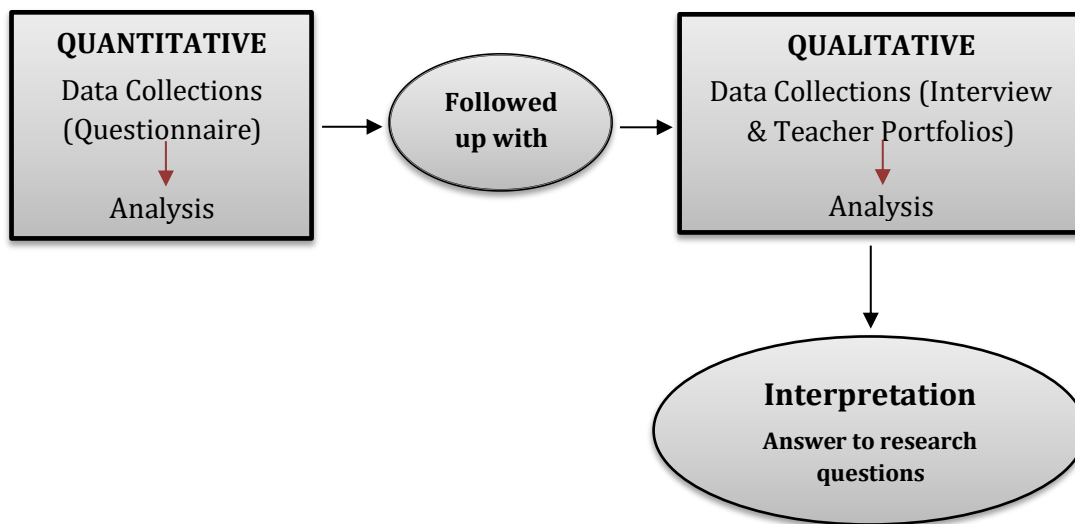 QUANTITATIVE
Data Collections
(Questionnaire)
Analysis
Followed
up with
QUALITATIVE
Data Collections (Interview
& Teacher Portfolios)
Analysis
Interpretation
Answer to research
questions